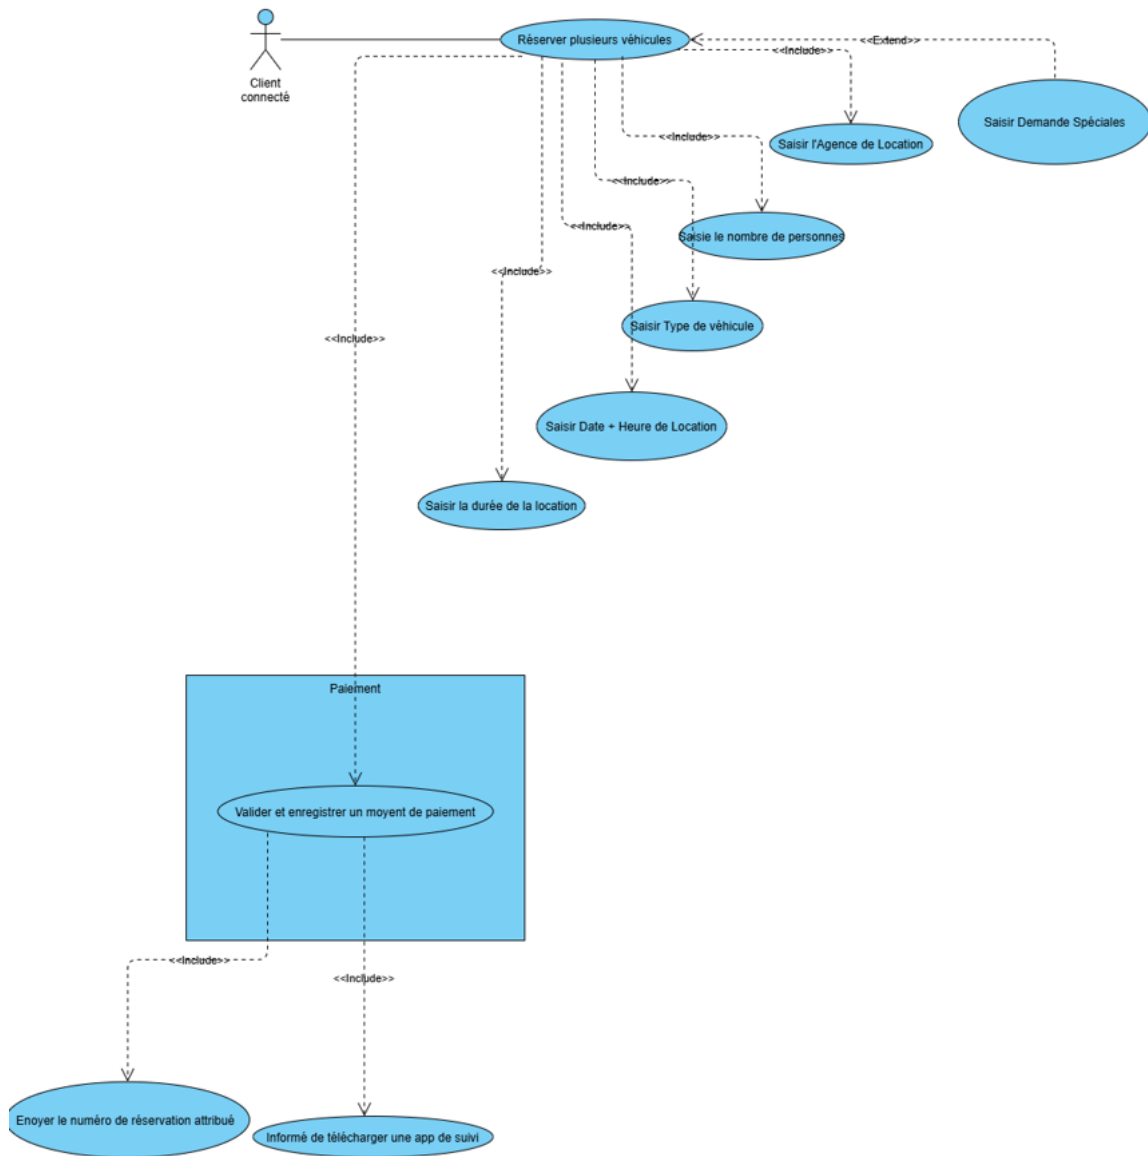 Réserver plusieurs véhicules
<<Extend>>
<<Include>>
Client
connecté
Saisir Demande Spéciales
Saisir l'Agence de Location
<<Include>>
<<Include>>
<<Include>>
Saisie le nombre de personnes
<<Include>>
Saisir Type de véhicule
<<Include>>
Saisir Date + Heure de Location
Saisir la durée de la location
Paiement
Valider et enregistrer un moyent de paiement
<<Include>>
<<Include>>
Enoyer le numéro de réservation attribué
Informé de télécharger une app de suivi